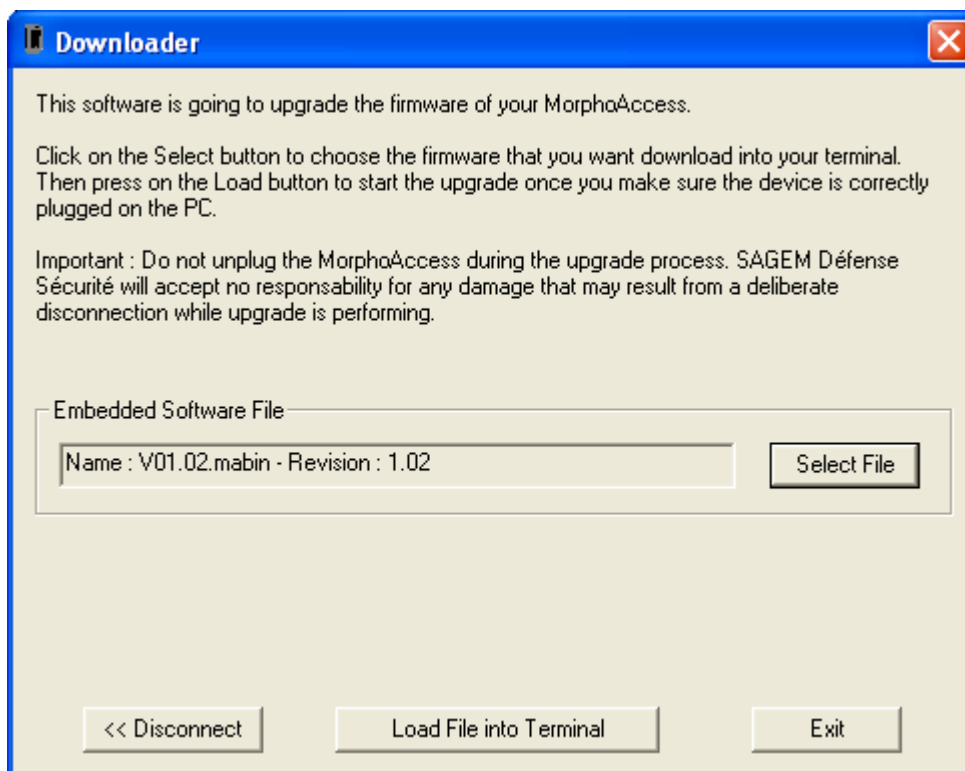 Downloader
This software is going to upgrade the firmware of your MorphoAccess.
Click on the Select button to choose the firmware that you want download into your terminal.
Then press on the Load button to start the upgrade once you make sure the device is correctly
plugged on the PC.
Important : Do not unplug the MorphoAccess during the upgrade process. SAGEM Défense
Sécurité will accept no responsability for any damage that may result from a deliberate
disconnection while upgrade is performing.
Embedded Software File
Name : V01.02.mabin - Revision : 1.02
Select File
<< Disconnect
Load File into Terminal
Exit